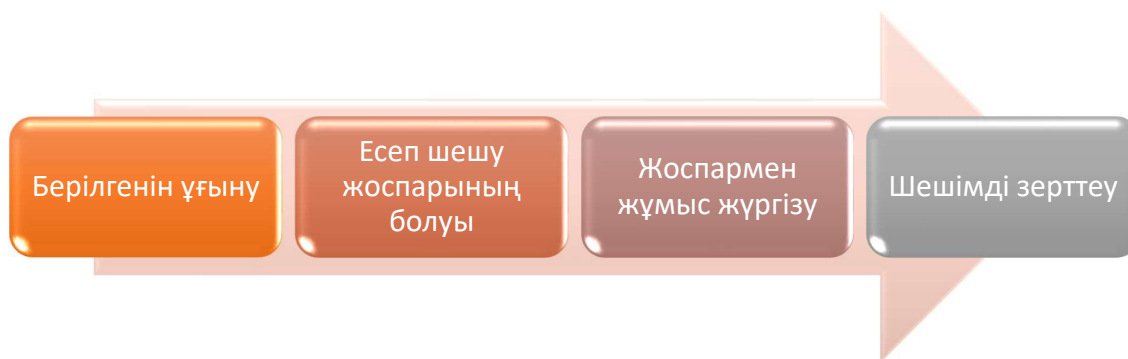 Берілгенін ұғыну
Есеп шешу
жоспарының
болуы
Жоспармен
жұмыс жүргізу
Шешімді зерттеу